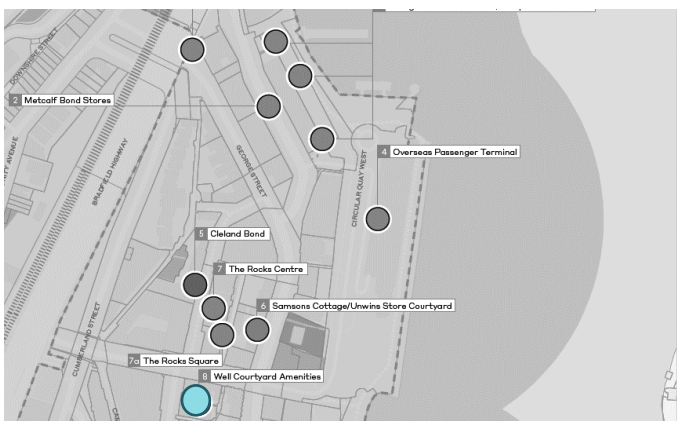 DOWNSHIRE STREET
2 Metcalf Bond Stores
BRADFIELD HIGHWAY
GEORGE STREET
CIRCULAR QUAY WEST
4 Overseas Passenger Terminal
5 Cleland Bond
7 The Rocks Centre
6 Samsons Cottage/Unwins Store Courtyard
CUMBERLAND STREET
7a The Rocks Square
8 Well Courtyard Amenities